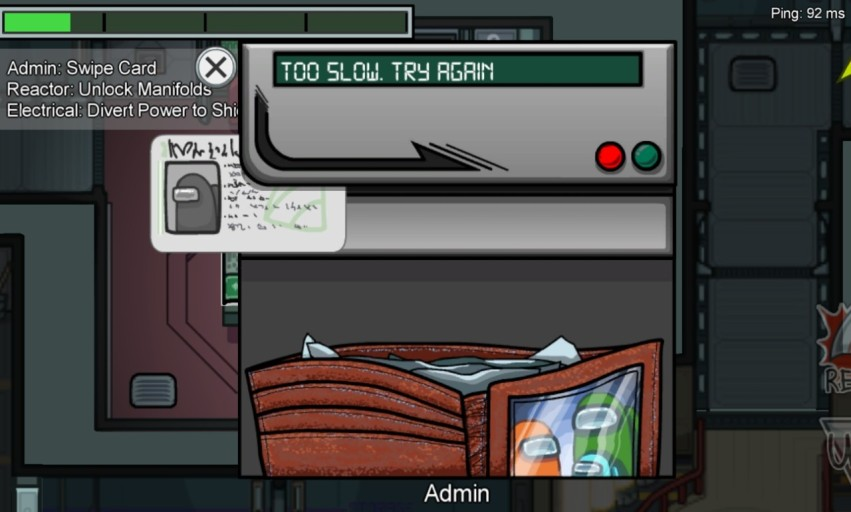 Ping: 92 ms
TOO SLOW. TRY AGAIN
Admin: Swipe Card
Reactor: Unlock Manifolds
Electrical: Divert Power to Shi
RE
Admin